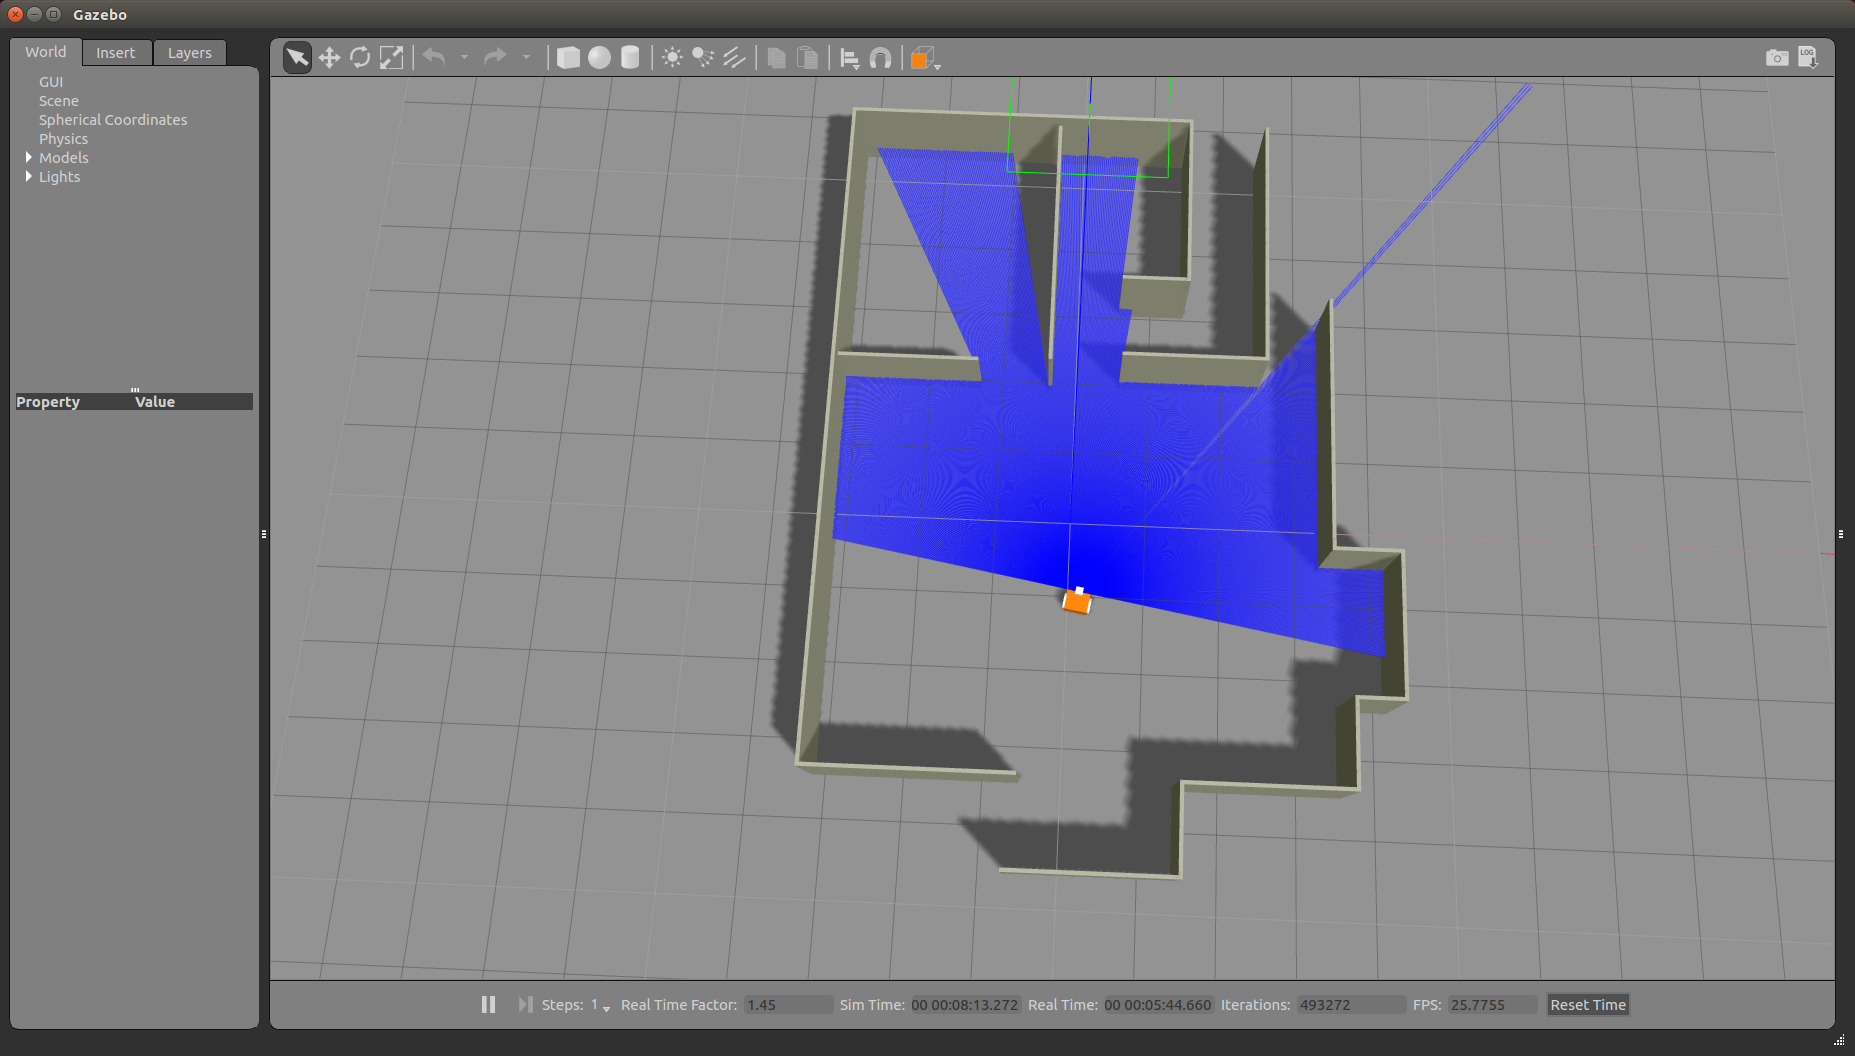 Gazebo
World Insert Layers
GUI
Scene
Spherical Coordinates
Physics
Models
Lights
Property Value
LOG
Steps: 1 Real Time Factor: 1.45 Sim Time: 00 00:08:13.272 Real Time: 00 00:05:44.660 Iterations: 493272 FPS: 25.7755 Reset Time